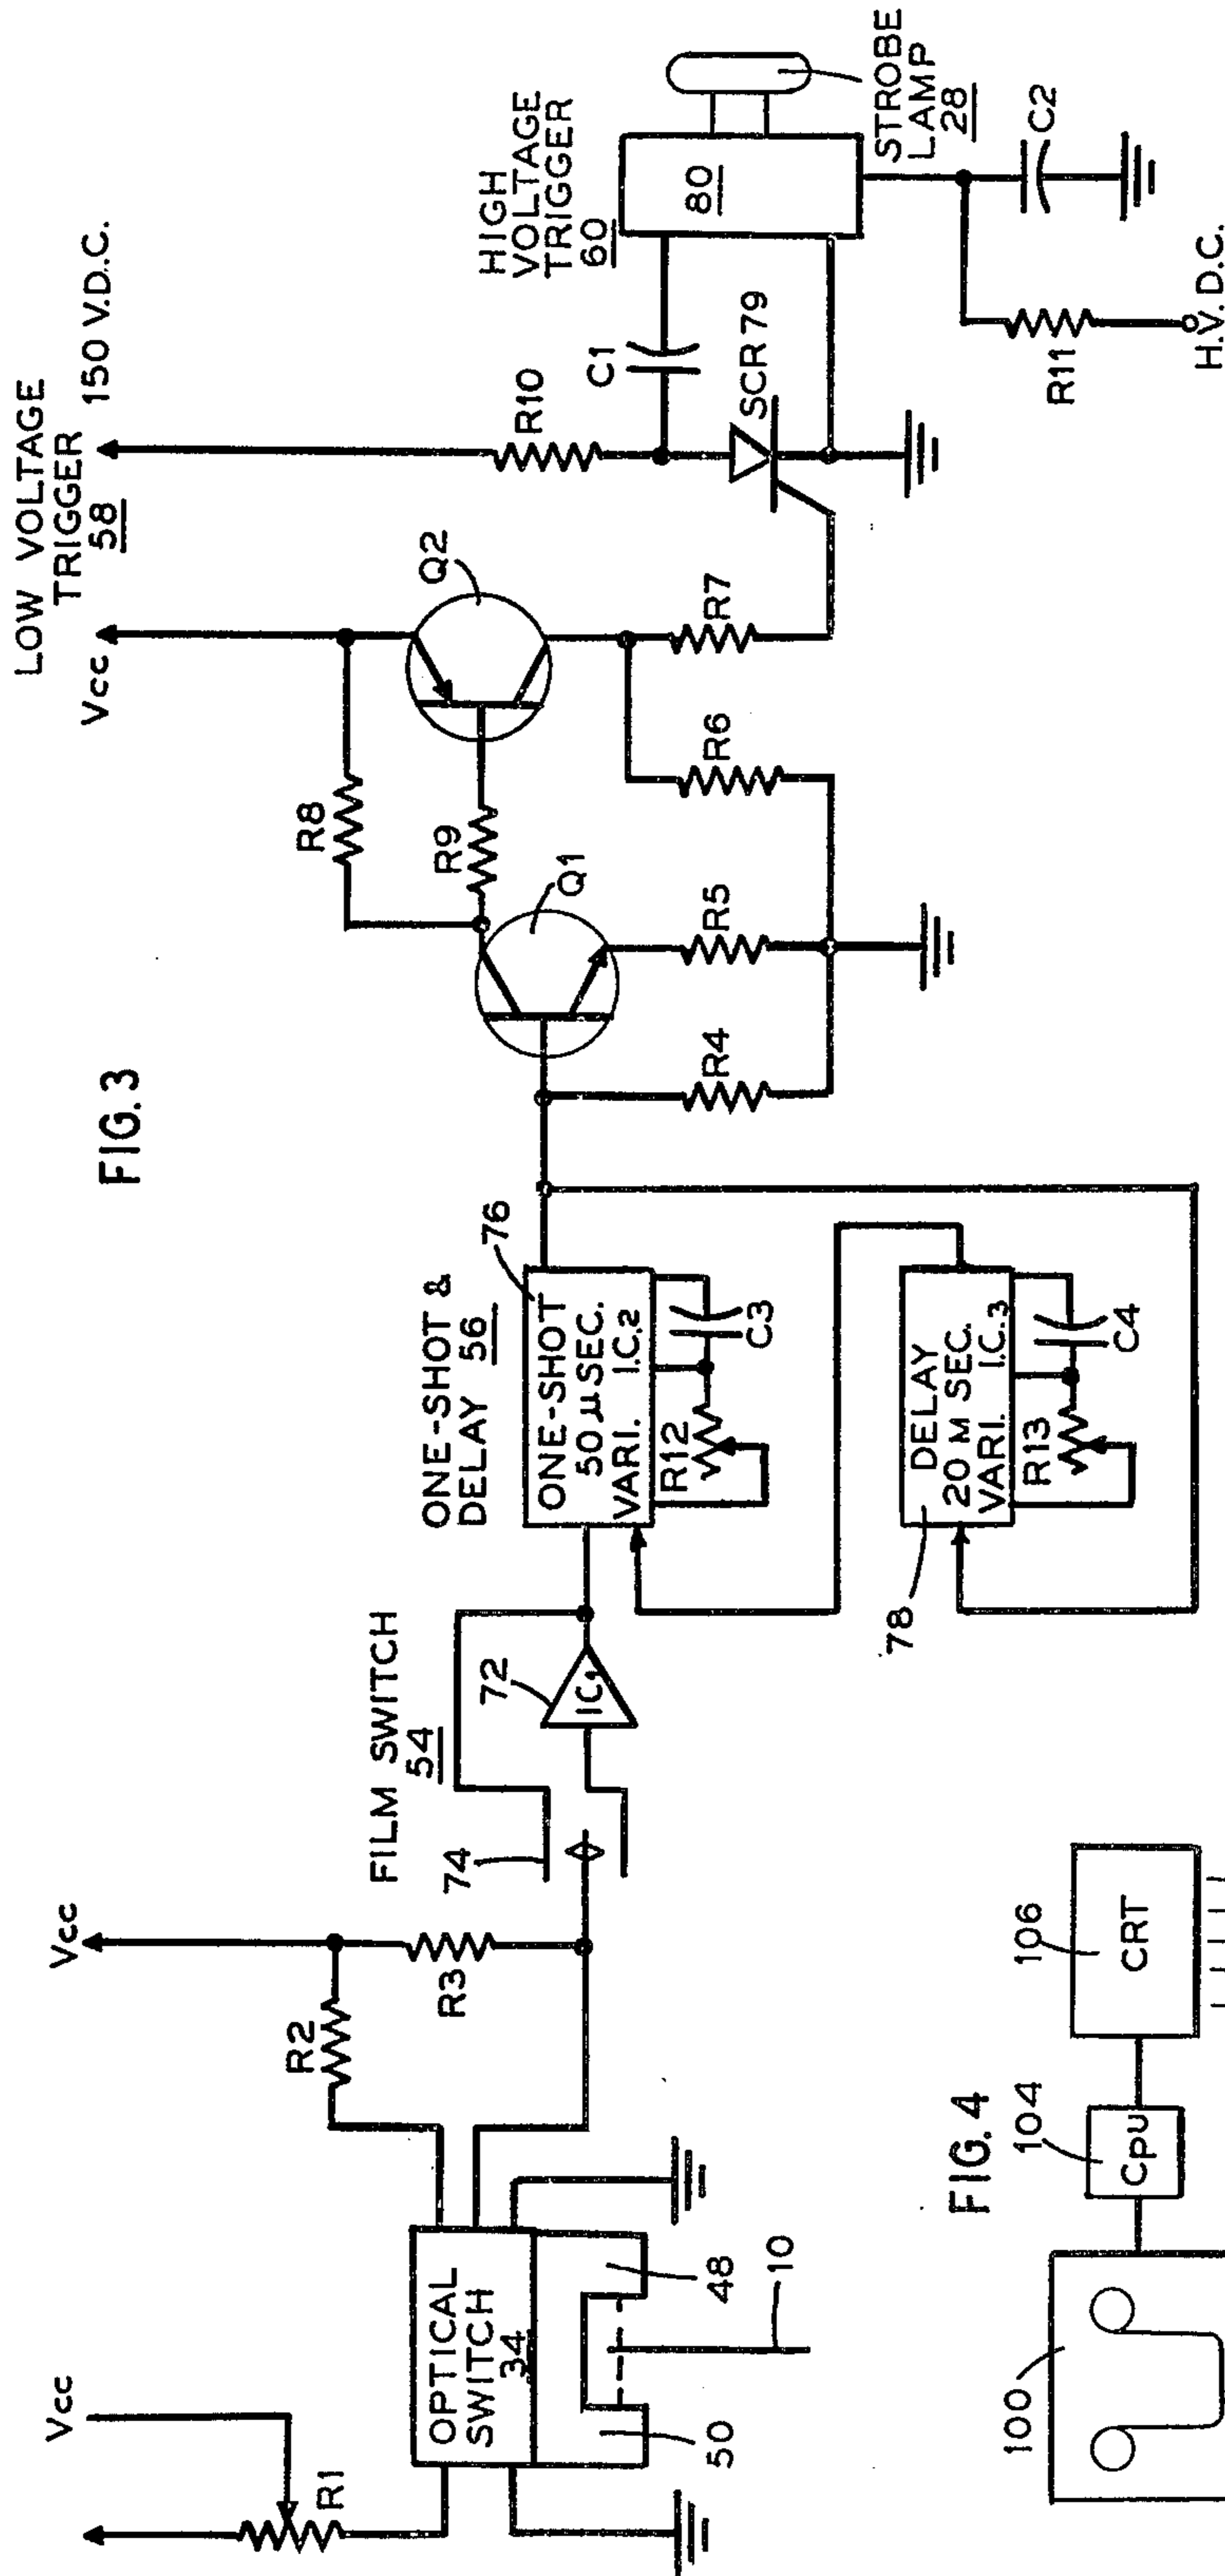 FIG. 3
Vcc
R1
OPTICAL
SWITCH
34
50
48
10
R2
Vcc
R3
FILM SWITCH
54
74
72
IC1
ONE-SHOT &
DELAY 56
76
ONE-SHOT
50 µSEC.
VARI. I.C.2
R12
C3
78
DELAY
20 M SEC.
VARI. I.C.3
R13
C4
R4
R5
R6
R7
Q1
R8
R9
Q2
Vcc
LOW VOLTAGE
TRIGGER
58
150 V.D.C.
R10
C1
SCR 79
HIGH
VOLTAGE
TRIGGER
60
80
STROBE
LAMP
28
C2
R11
H.V. D.C.
FIG. 4
100
104
CPU
106
CRT